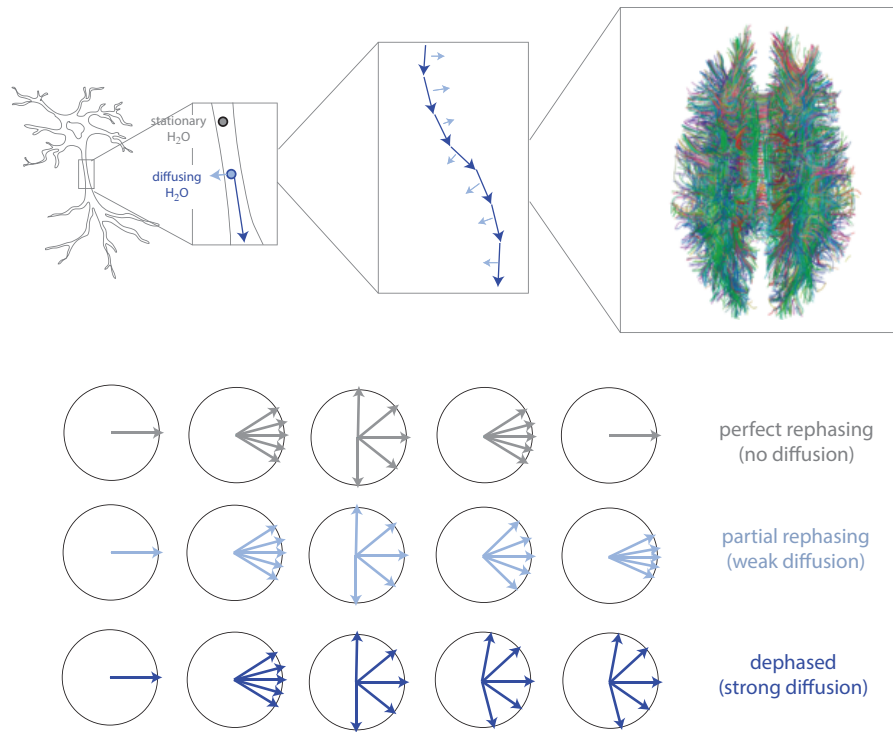 stationary
H₂O
diffusing
H₂O
perfect rephasing
(no diffusion)
partial rephasing
(weak diffusion)
dephased
(strong diffusion)